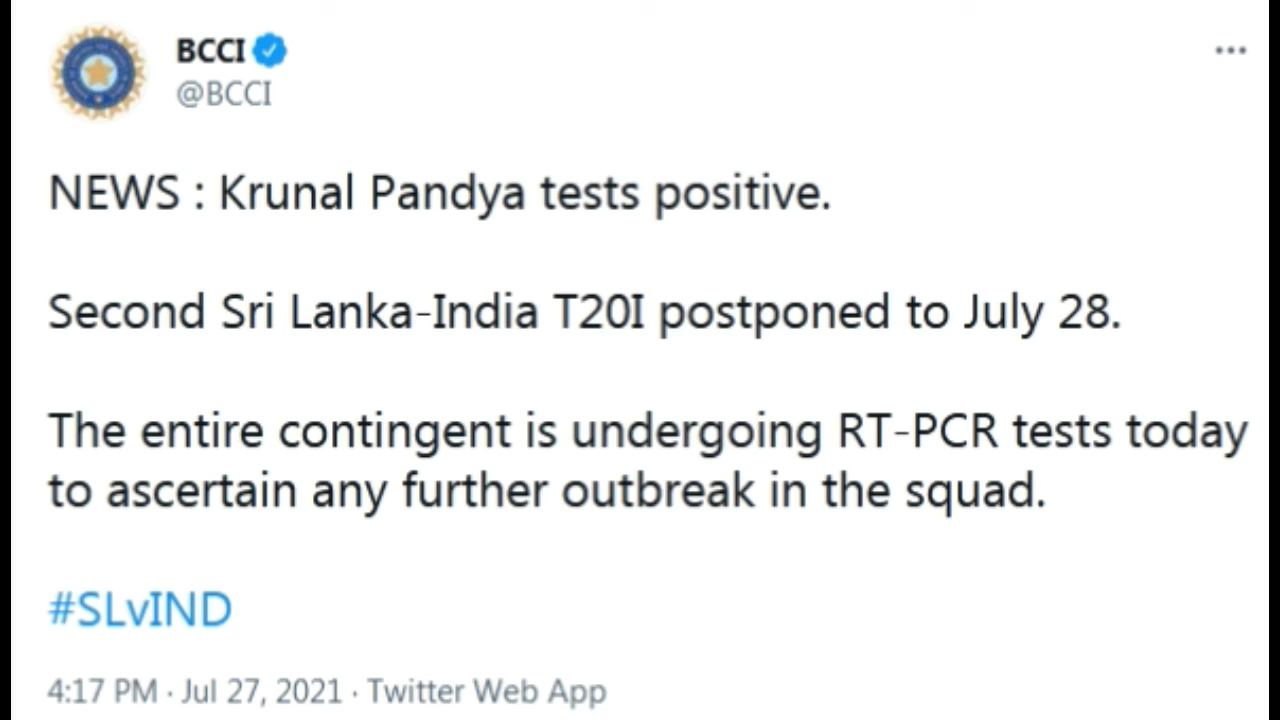 BCCI
@BCCI
NEWS : Krunal Pandya tests positive.
Second Sri Lanka-India T20I postponed to July 28.
The entire contingent is undergoing RT-PCR tests today
to ascertain any further outbreak in the squad.
#SLvIND
4:17 PM · Jul 27, 2021 · Twitter Web App